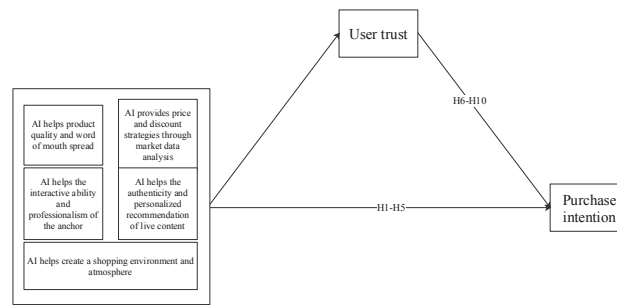 User trust
H6-H10
AI helps product
quality and word
of mouth spread
AI provides price
and discount
strategies through
market data
analysis
AI helps the
interactive ability
and
professionalism of
the anchor
AI helps the
authenticity and
personalized
recommendation
of live content
AI helps create a shopping environment and
atmosphere
H1-H5
Purchase
intention